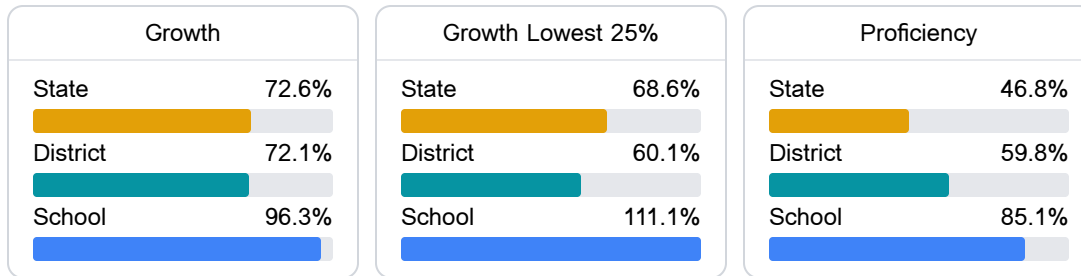 Growth
State 72.6%
District 72.1%
School 96.3%
Growth Lowest 25%
State 68.6%
District 60.1%
School 111.1%
Proficiency
State 46.8%
District 59.8%
School 85.1%